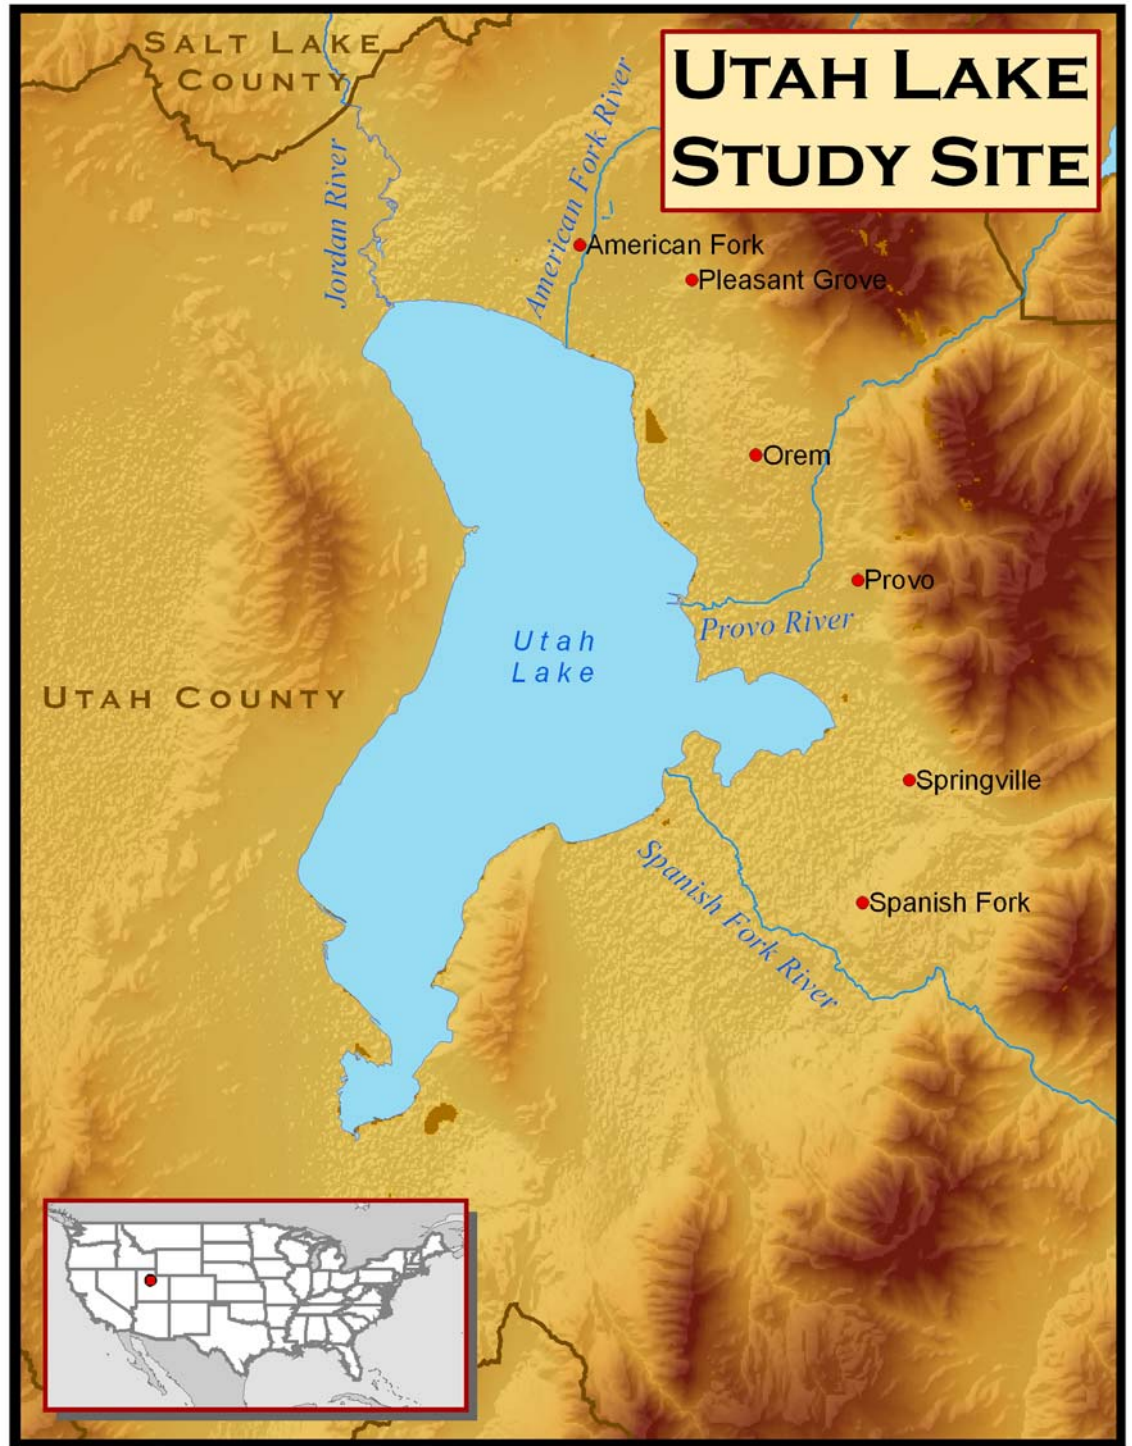 SALT LAKE
COUNTY
UTAH LAKE
STUDY SITE
Jordan River
American Fork River
American Fork
Pleasant Grove
Orem
Provo
Provo River
Utah
Lake
UTAH COUNTY
Springville
Spanish Fork River
Spanish Fork